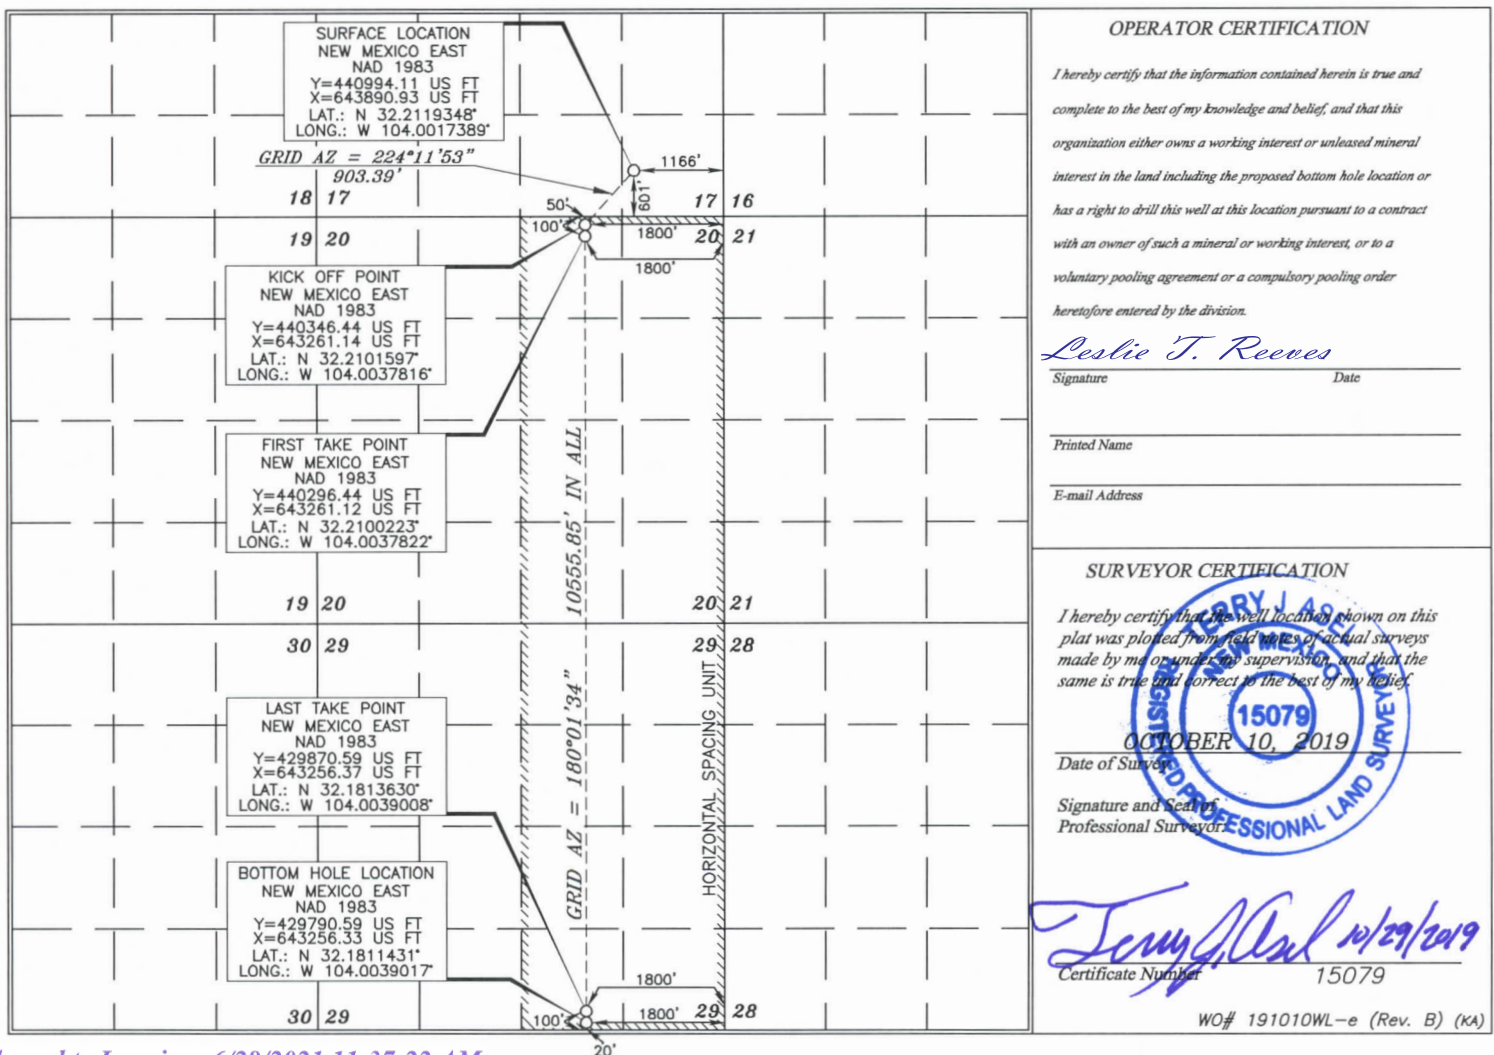 SURFACE LOCATION
NEW MEXICO EAST
NAD 1983
Y=440994.11 US FT
X=643890.93 US FT
LAT.: N 32.2119348°
LONG.: W 104.0017389°
GRID AZ = 224°11'53"
903.39'
1166'
601'
18 17
17 16
50'
100'
1800'
19 20
20 21
1800'
KICK OFF POINT
NEW MEXICO EAST
NAD 1983
Y=440346.44 US FT
X=643261.14 US FT
LAT.: N 32.2101597°
LONG.: W 104.0037816°
FIRST TAKE POINT
NEW MEXICO EAST
NAD 1983
Y=440296.44 US FT
X=643261.12 US FT
LAT.: N 32.2100223°
LONG.: W 104.0037822°
GRID AZ = 180°01'34" 10555.85' IN ALL
19 20
20 21
30 29
29 28
HORIZONTAL SPACING UNIT
LAST TAKE POINT
NEW MEXICO EAST
NAD 1983
Y=429870.59 US FT
X=643256.37 US FT
LAT.: N 32.1813630°
LONG.: W 104.0039008°
BOTTOM HOLE LOCATION
NEW MEXICO EAST
NAD 1983
Y=429790.59 US FT
X=643256.33 US FT
LAT.: N 32.1811431°
LONG.: W 104.0039017°
1800'
30 29
100'
1800'
29 28
20'
OPERATOR CERTIFICATION
I hereby certify that the information contained herein is true and
complete to the best of my knowledge and belief, and that this
organization either owns a working interest or unleased mineral
interest in the land including the proposed bottom hole location or
has a right to drill this well at this location pursuant to a contract
with an owner of such a mineral or working interest, or to a
voluntary pooling agreement or a compulsory pooling order
heretofore entered by the division.
Leslie T. Reeves
Signature Date
Printed Name
E-mail Address
SURVEYOR CERTIFICATION
I hereby certify that the well location shown on this
plat was plotted from field notes of actual surveys
made by me or under my supervision, and that the
same is true and correct to the best of my belief.
TERRY J ASEL
NEW MEXICO
15079
REGISTERED PROFESSIONAL LAND SURVEYOR
OCTOBER 10, 2019
Date of Survey
Signature and Seal of
Professional Surveyor:
Terry J. Asel 10/29/2019
Certificate Number 15079
WO# 191010WL-e (Rev. B) (KA)